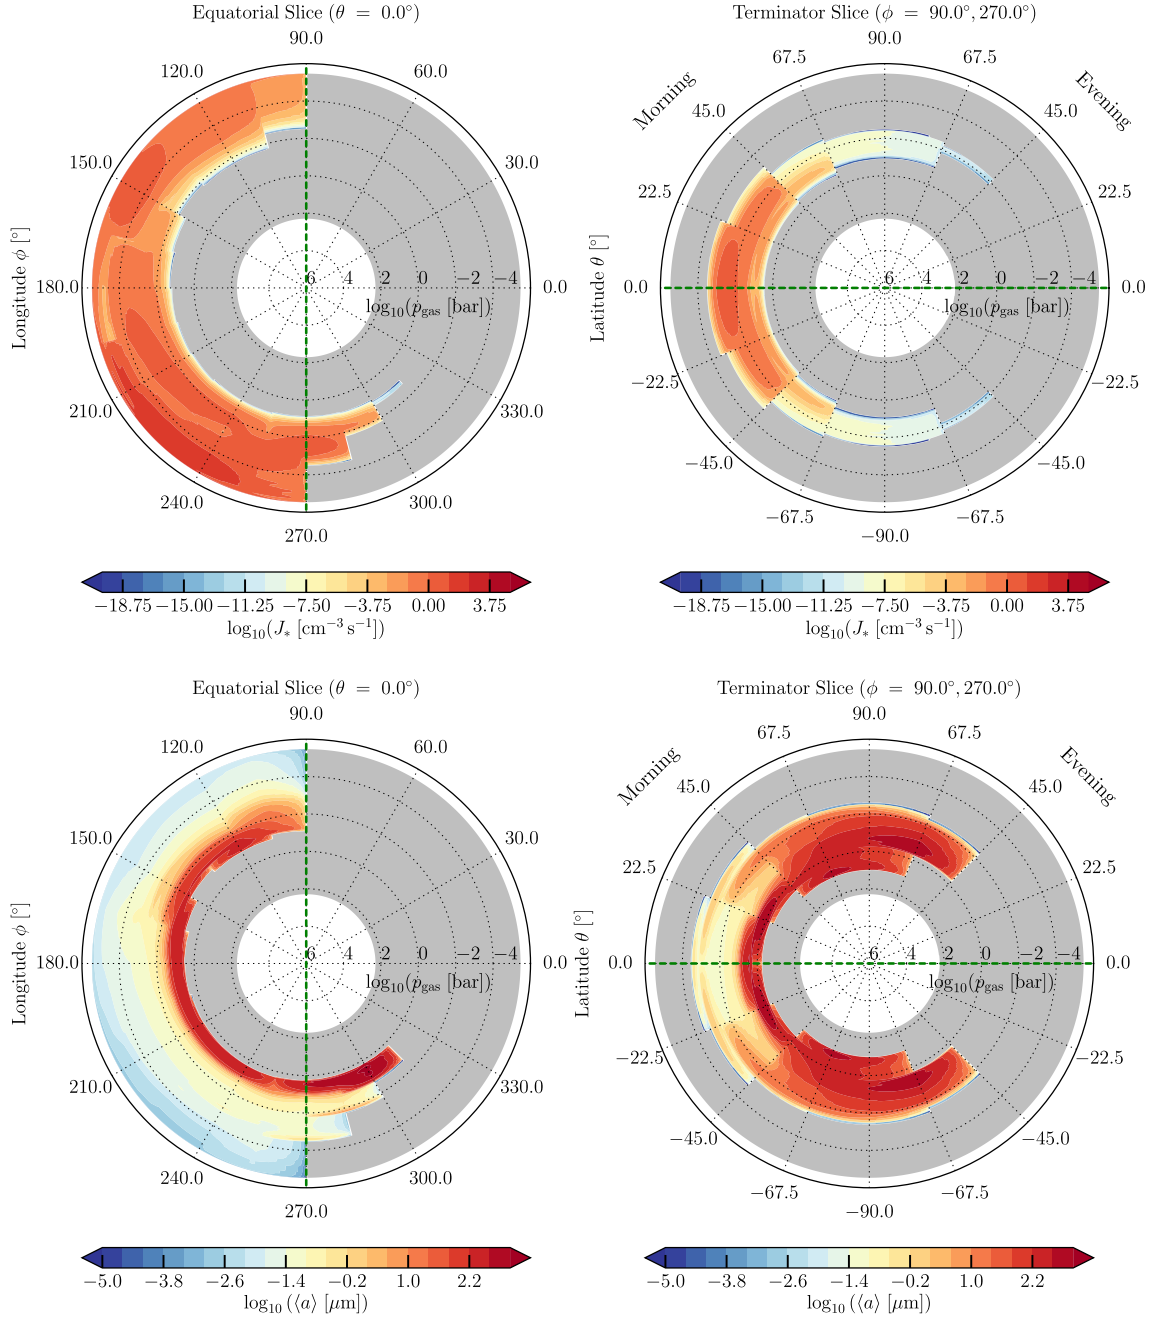 Equatorial Slice (θ = 0.0°)
90.0
120.0
60.0
150.0
30.0
180.0
0.0
210.0
330.0
240.0
300.0
270.0
Longitude ϕ [°]
6 4 2 0 −2 −4
log₁₀(p_gas [bar])
−18.75 −15.00 −11.25 −7.50 −3.75 0.00 3.75
log₁₀(J_* [cm⁻³ s⁻¹])
Terminator Slice (ϕ = 90.0°, 270.0°)
90.0
67.5
67.5
Morning
Evening
45.0
45.0
22.5
22.5
0.0
0.0
−22.5
−22.5
−45.0
−45.0
−67.5
−67.5
−90.0
Latitude θ [°]
6 4 2 0 −2 −4
log₁₀(p_gas [bar])
−18.75 −15.00 −11.25 −7.50 −3.75 0.00 3.75
log₁₀(J_* [cm⁻³ s⁻¹])
Equatorial Slice (θ = 0.0°)
90.0
120.0
60.0
150.0
30.0
180.0
0.0
210.0
330.0
240.0
300.0
270.0
Longitude ϕ [°]
6 4 2 0 −2 −4
log₁₀(p_gas [bar])
−5.0 −3.8 −2.6 −1.4 −0.2 1.0 2.2
log₁₀ (⟨a⟩ [μm])
Terminator Slice (ϕ = 90.0°, 270.0°)
90.0
67.5
67.5
Morning
Evening
45.0
45.0
22.5
22.5
0.0
0.0
−22.5
−22.5
−45.0
−45.0
−67.5
−67.5
−90.0
Latitude θ [°]
6 4 2 0 −2 −4
log₁₀(p_gas [bar])
−5.0 −3.8 −2.6 −1.4 −0.2 1.0 2.2
log₁₀ (⟨a⟩ [μm])